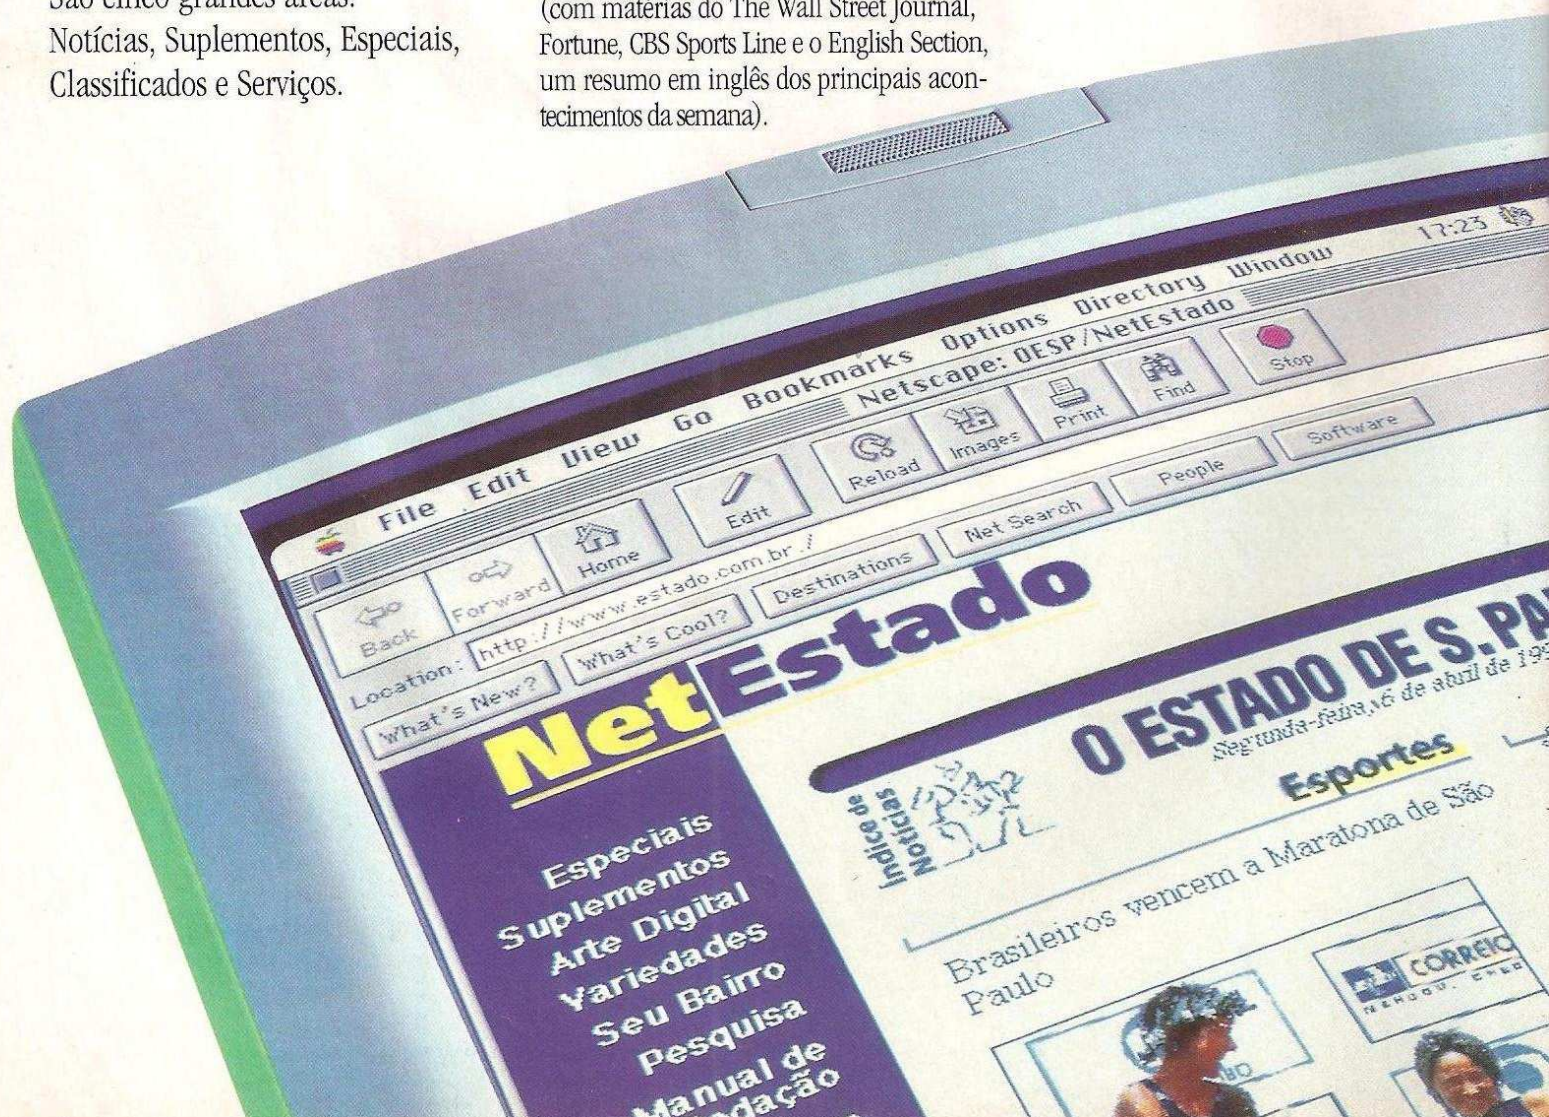 São cinco grandes áreas:
Notícias, Suplementos, Especiais,
Classificados e Serviços.
(com matérias do The Wall Street Journal,
Fortune, CBS Sports Line e o English Section,
um resumo em inglês dos principais acon-
tecimentos da semana).
File Edit View Go Bookmarks Options Directory Window 17:23
Netscape: OESP/NetEstado
Back Forward Home Edit Reload Images Print Find Stop
Location: http://www.estado.com.br./
What's New? What's Cool? Destinations Net Search People Software
NetEstado
Especiais
Suplementos
Arte Digital
Variedades
Seu Bairro
Pesquisa
Manual de
Índice de
Notícias
O ESTADO DE S. PA
Segunda-feira, 6 de abril de 199
Esportes
Brasileiros vencem a Maratona de São
Paulo
CORREIO